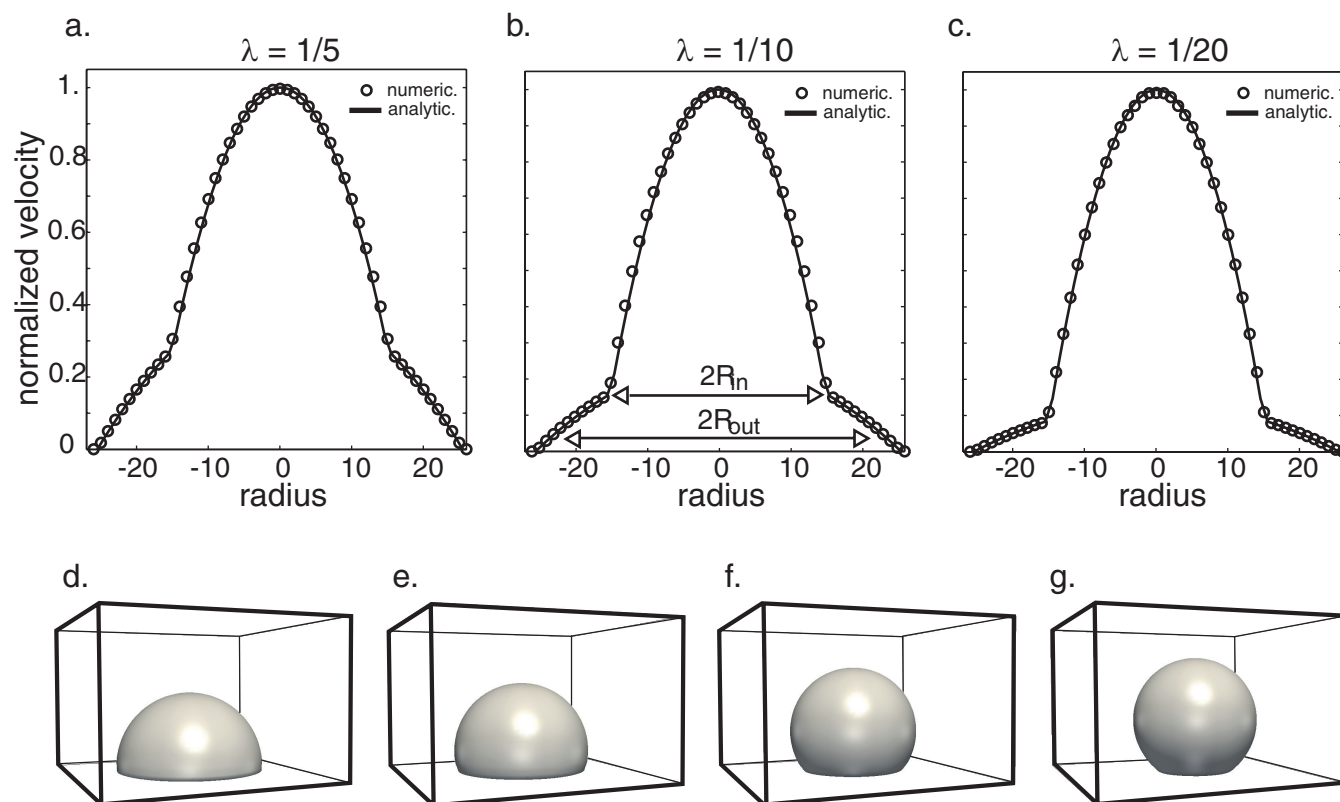 a.
λ = 1/5
b.
λ = 1/10
c.
λ = 1/20
normalized velocity
1.
0.8
0.6
0.4
0.2
0
numeric.
analytic.
-20 -10 0 10 20
radius
numeric.
analytic.
2Rin
2Rout
-20 -10 0 10 20
radius
numeric.
analytic.
-20 -10 0 10 20
radius
d.
e.
f.
g.